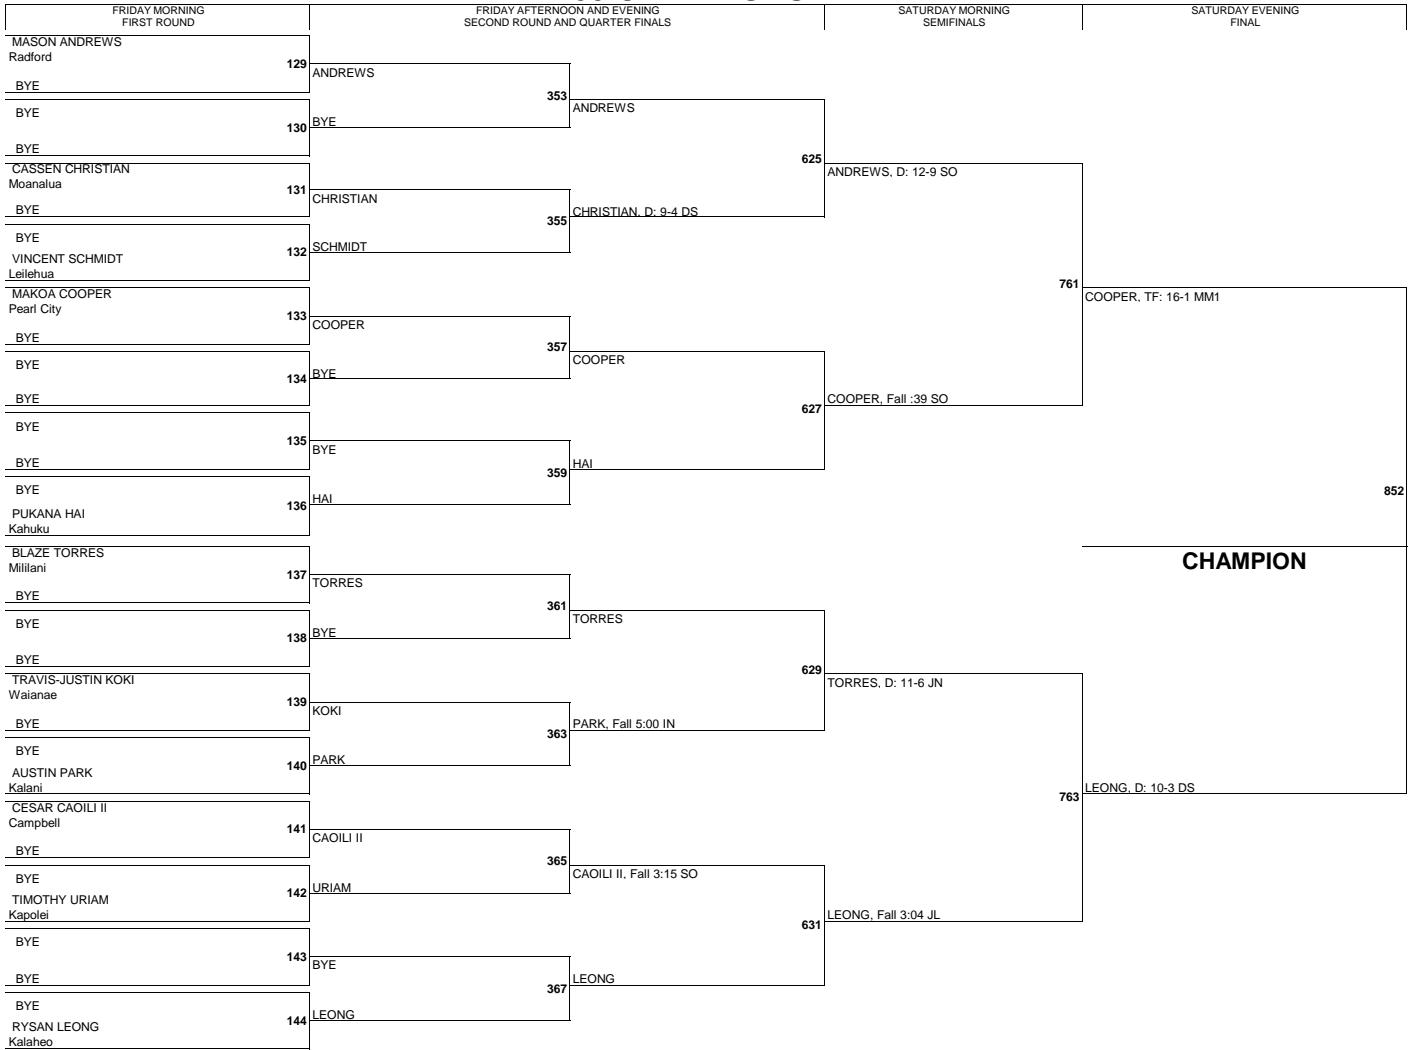 FRIDAY MORNING
FIRST ROUND
FRIDAY AFTERNOON AND EVENING
SECOND ROUND AND QUARTER FINALS
SATURDAY MORNING
SEMIFINALS
SATURDAY EVENING
FINAL
MASON ANDREWS
Radford
129
BYE
BYE
130
BYE
CASSEN CHRISTIAN
Moanalua
131
BYE
BYE
132
VINCENT SCHMIDT
Leilehua
MAKOA COOPER
Pearl City
133
BYE
BYE
134
BYE
BYE
135
BYE
BYE
136
PUKANA HAI
Kahuku
BLAZE TORRES
Mililani
137
BYE
BYE
138
BYE
TRAVIS-JUSTIN KOKI
Waianae
139
BYE
BYE
140
AUSTIN PARK
Kalani
CESAR CAOILI II
Campbell
141
BYE
BYE
142
TIMOTHY URIAM
Kapolei
BYE
143
BYE
BYE
144
RYSAN LEONG
Kalaheo
ANDREWS
353
BYE
CHRISTIAN
355
SCHMIDT
COOPER
357
BYE
BYE
359
HAI
TORRES
361
BYE
KOKI
363
PARK
CAOILI II
365
URIAM
BYE
367
LEONG
ANDREWS
625
CHRISTIAN, D: 9-4 DS
COOPER
627
HAI
TORRES
629
PARK, Fall 5:00 IN
CAOILI II, Fall 3:15 SO
631
LEONG
ANDREWS, D: 12-9 SO
761
COOPER, Fall :39 SO
TORRES, D: 11-6 JN
763
LEONG, Fall 3:04 JL
COOPER, TF: 16-1 MM1
852
CHAMPION
LEONG, D: 10-3 DS